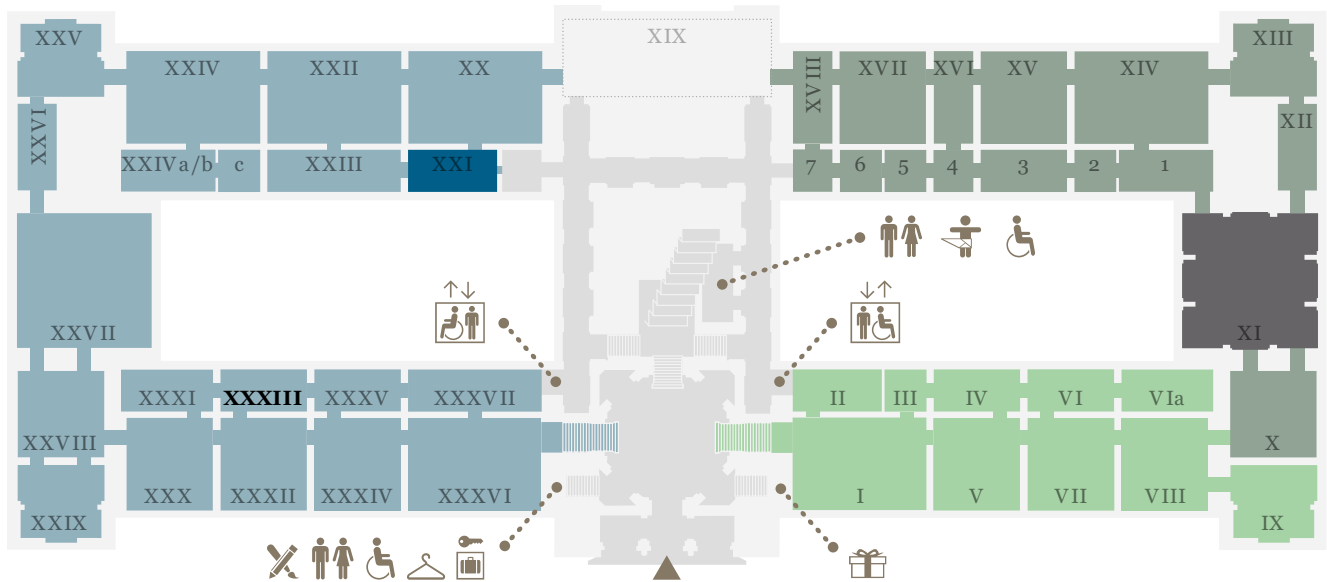 XXV XXIV XXII XX XIX XVIII XVII XVI XV XIV XIII
XXVI XII
XXIVa/b c XXIII XXI 7 6 5 4 3 2 1
XXVII XI
XXXI XXXIII XXXV XXXVII II III IV VI VIa
XXVIII X
XXX XXXII XXXIV XXXVI I V VII VIII
XXIX IX